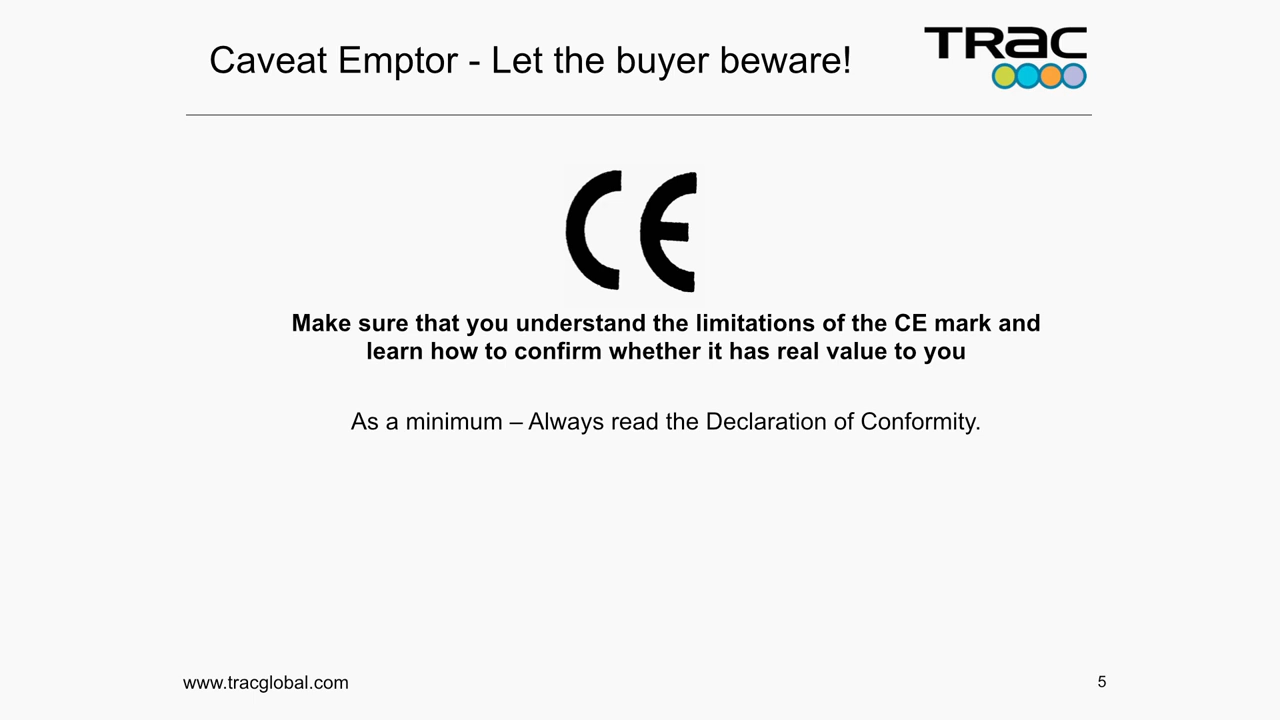 Caveat Emptor - Let the buyer beware!
TRAC
CE
Make sure that you understand the limitations of the CE mark and
learn how to confirm whether it has real value to you
As a minimum – Always read the Declaration of Conformity.
www.tracglobal.com
5